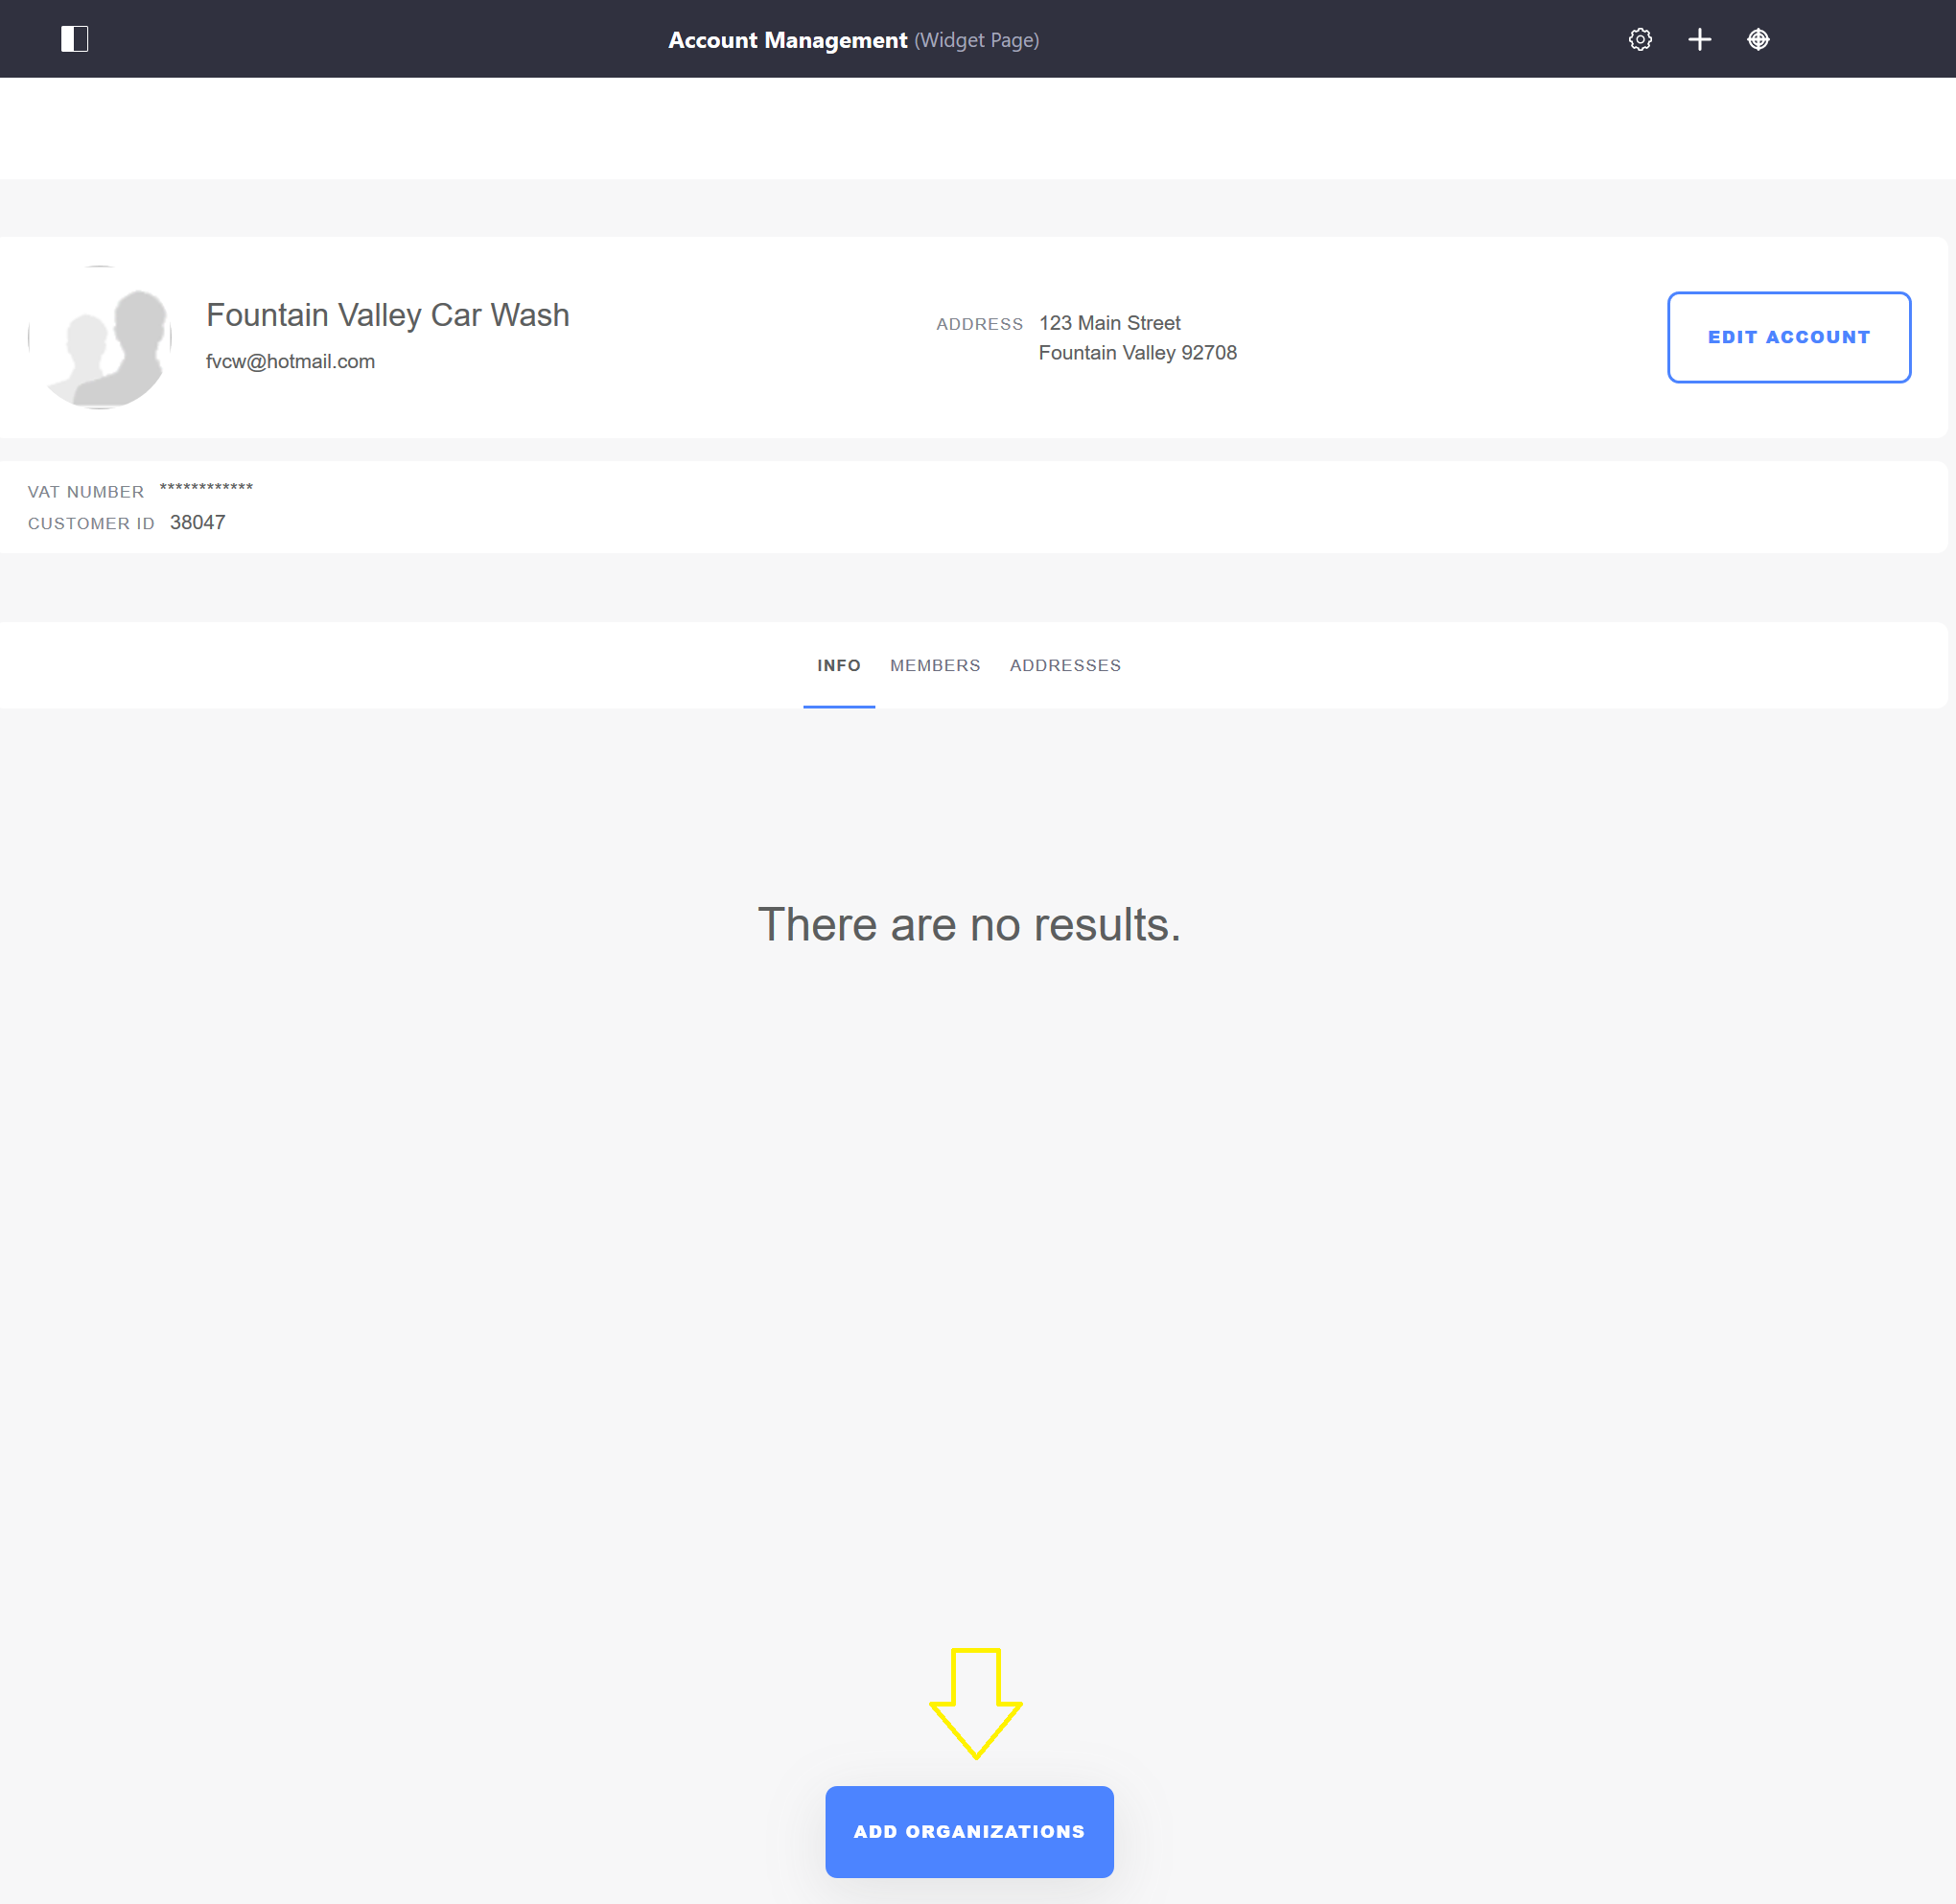 Account Management (Widget Page)
Fountain Valley Car Wash
fvcw@hotmail.com
ADDRESS 123 Main Street
Fountain Valley 92708
EDIT ACCOUNT
VAT NUMBER ************
CUSTOMER ID 38047
INFO MEMBERS ADDRESSES
There are no results.
ADD ORGANIZATIONS